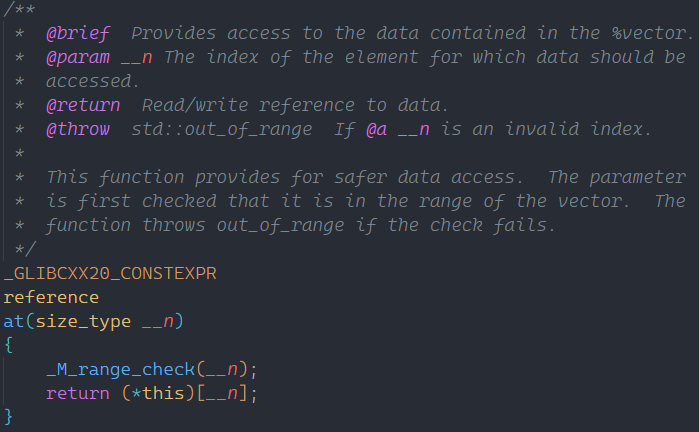 /**
 *  @brief  Provides access to the data contained in the %vector.
 *  @param __n The index of the element for which data should be
 *  accessed.
 *  @return  Read/write reference to data.
 *  @throw  std::out_of_range  If @a __n is an invalid index.
 *
 *  This function provides for safer data access.  The parameter
 *  is first checked that it is in the range of the vector.  The
 *  function throws out_of_range if the check fails.
 */
_GLIBCXX20_CONSTEXPR
reference
at(size_type __n)
{
    _M_range_check(__n);
    return (*this)[__n];
}